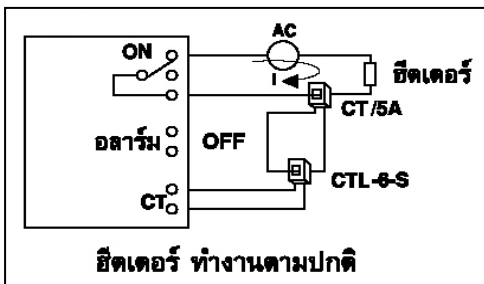 AC
ON
I
ฮีตเตอร์
CT/5A
อลาร์ม OFF
CTL-6-S
CT
ฮีตเตอร์ ทำงานตามปกติ